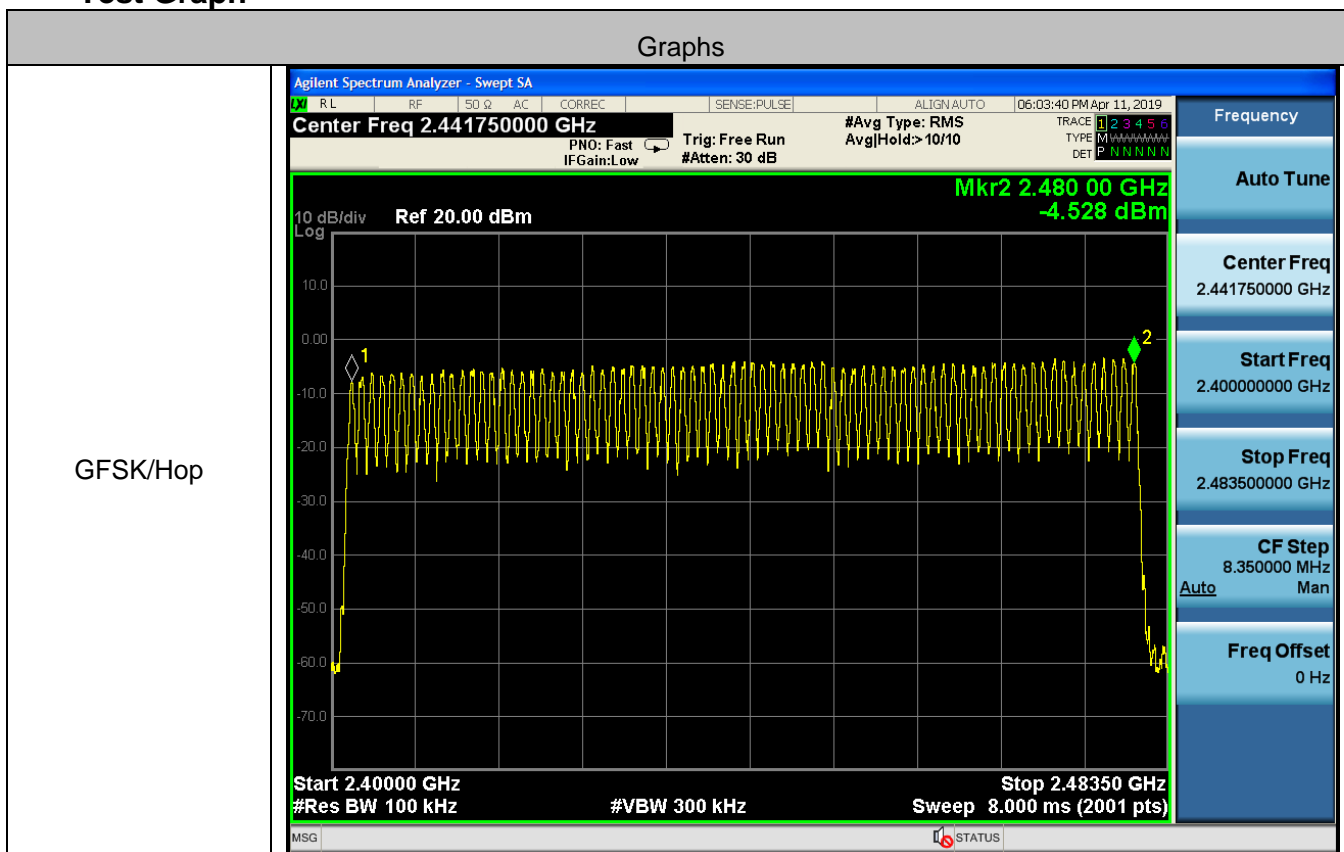 Test Graph
Graphs
GFSK/Hop
Agilent Spectrum Analyzer - Swept SA
LXI RL RF 50 Ω AC CORREC SENSE:PULSE ALIGN AUTO 06:03:40 PM Apr 11, 2019
Center Freq 2.441750000 GHz
PNO: Fast
IFGain:Low
Trig: Free Run
#Atten: 30 dB
#Avg Type: RMS
Avg|Hold:> 10/10
TRACE 1 2 3 4 5 6
TYPE M WWWWW
DET P N N N N N
Mkr2 2.480 00 GHz
-4.528 dBm
10 dB/div Ref 20.00 dBm
Log
10.0
0.00
-10.0
-20.0
-30.0
-40.0
-50.0
-60.0
-70.0
1
2
Start 2.40000 GHz
Stop 2.48350 GHz
#Res BW 100 kHz
#VBW 300 kHz
Sweep 8.000 ms (2001 pts)
MSG
STATUS
Frequency
Auto Tune
Center Freq
2.441750000 GHz
Start Freq
2.400000000 GHz
Stop Freq
2.483500000 GHz
CF Step
8.350000 MHz
Auto Man
Freq Offset
0 Hz